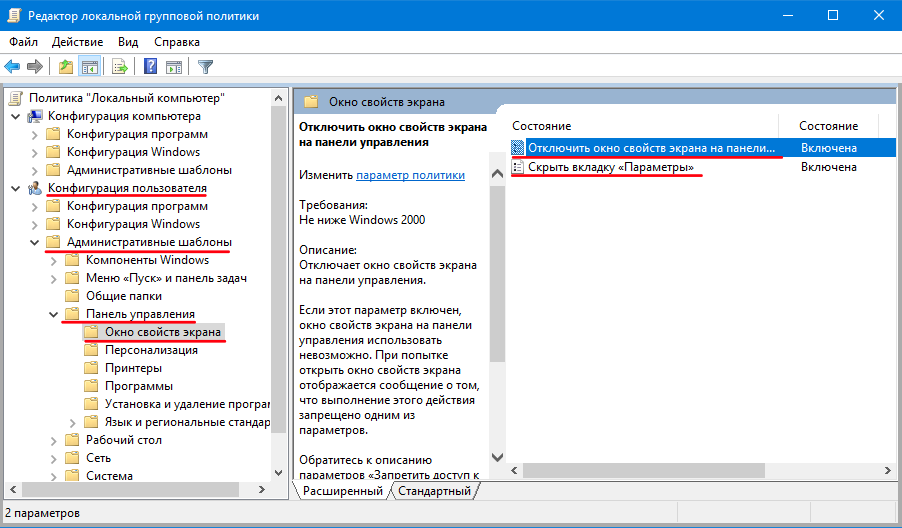 Редактор локальной групповой политики
Файл Действие Вид Справка
Политика "Локальный компьютер"
Конфигурация компьютера
Конфигурация программ
Конфигурация Windows
Административные шаблоны
Конфигурация пользователя
Конфигурация программ
Конфигурация Windows
Административные шаблоны
Компоненты Windows
Меню «Пуск» и панель задач
Общие папки
Панель управления
Окно свойств экрана
Персонализация
Принтеры
Программы
Установка и удаление програм
Язык и региональные стандар
Рабочий стол
Сеть
Система
Окно свойств экрана
Отключить окно свойств экрана
на панели управления
Изменить параметр политики
Требования:
Не ниже Windows 2000
Описание:
Отключает окно свойств экрана
на панели управления.
Если этот параметр включен,
окно свойств экрана на панели
управления использовать
невозможно. При попытке
открыть окно свойств экрана
отображается сообщение о том,
что выполнение этого действия
запрещено одним из
параметров.
Обратитесь к описанию
параметров «Запретить доступ к
Состояние Состояние
Отключить окно свойств экрана на панели... Включена
Скрыть вкладку «Параметры» Включена
Расширенный Стандартный
2 параметров